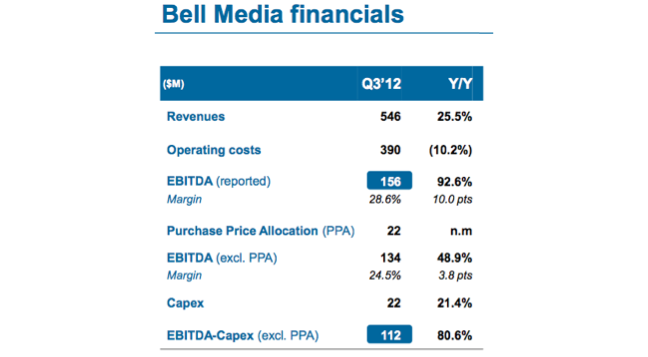 Bell Media financials
($M) Q3'12 Y/Y
Revenues 546 25.5%
Operating costs 390 (10.2%)
EBITDA (reported) 156 92.6%
Margin 28.6% 10.0 pts
Purchase Price Allocation (PPA) 22 n.m
EBITDA (excl. PPA) 134 48.9%
Margin 24.5% 3.8 pts
Capex 22 21.4%
EBITDA-Capex (excl. PPA) 112 80.6%